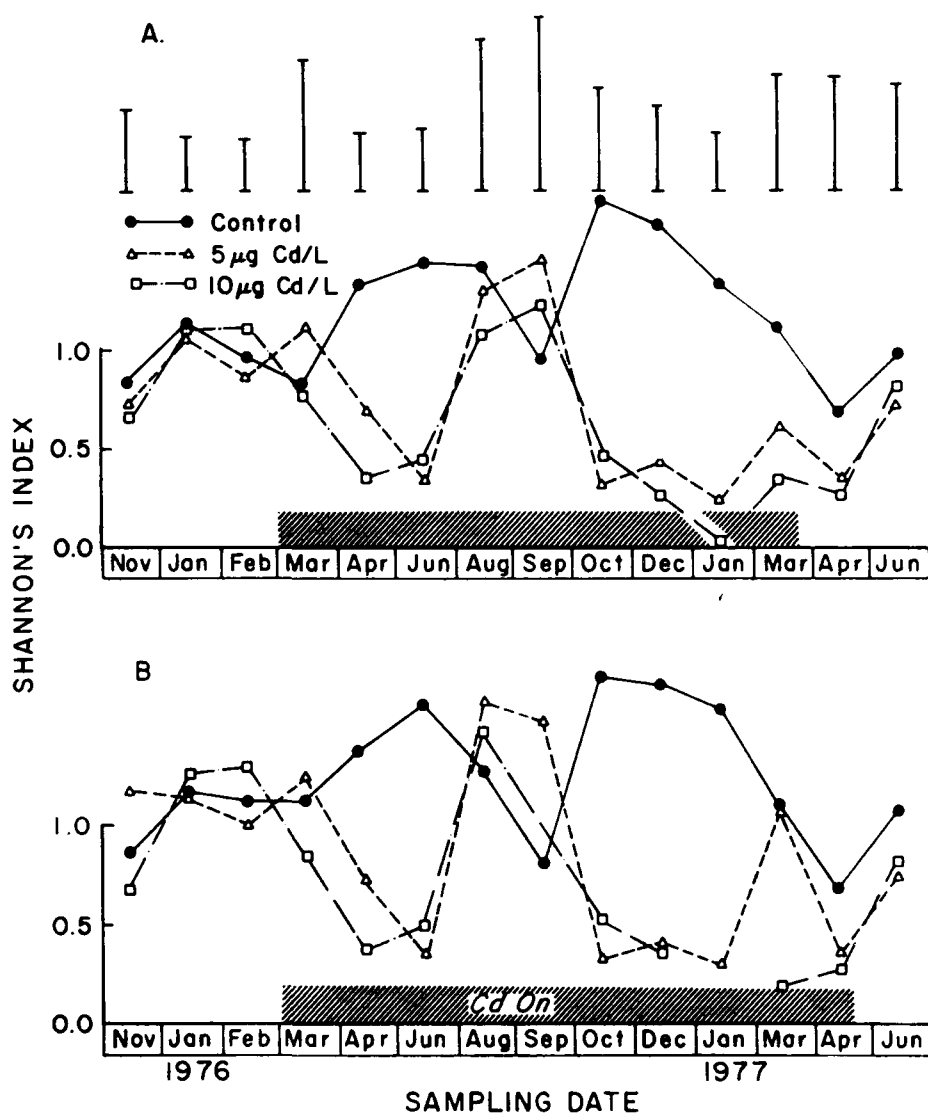 A.
Control
5 μg Cd/L
10 μg Cd/L
1.0
0.5
0.0
Nov Jan Feb Mar Apr Jun Aug Sep Oct Dec Jan Mar Apr Jun
SHANNON'S INDEX
B
1.0
0.5
0.0
Cd On
Nov Jan Feb Mar Apr Jun Aug Sep Oct Dec Jan Mar Apr Jun
1976 1977
SAMPLING DATE